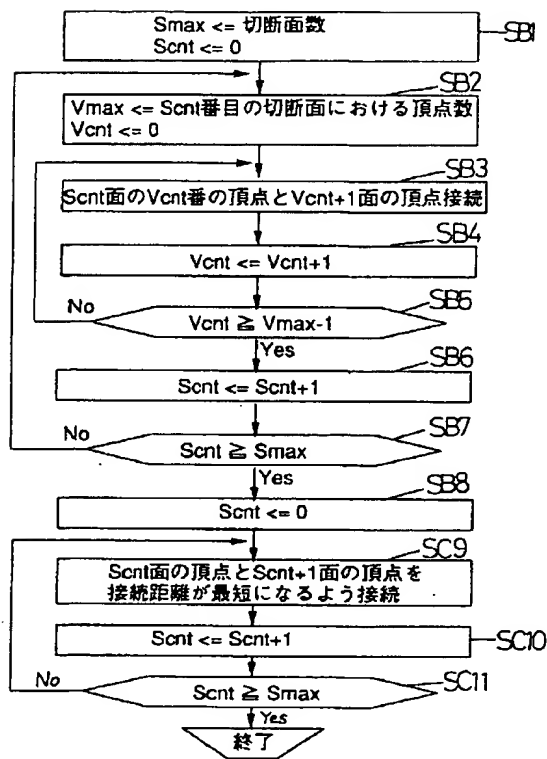 Smax <= 切断面数
Scnt <= 0
SB1
SB2
Vmax <= Scnt番目の切断面における頂点数
Vcnt <= 0
SB3
Scnt面のVcnt番の頂点とVcnt+1面の頂点接続
SB4
Vcnt <= Vcnt+1
SB5
No
Vcnt ≧ Vmax-1
Yes
SB6
Scnt <= Scnt+1
SB7
No
Scnt ≧ Smax
Yes
SB8
Scnt <= 0
SC9
Scnt面の頂点とScnt+1面の頂点を
接続距離が最短になるよう接続
Scnt <= Scnt+1
SC10
No
SC11
Scnt ≧ Smax
Yes
終了